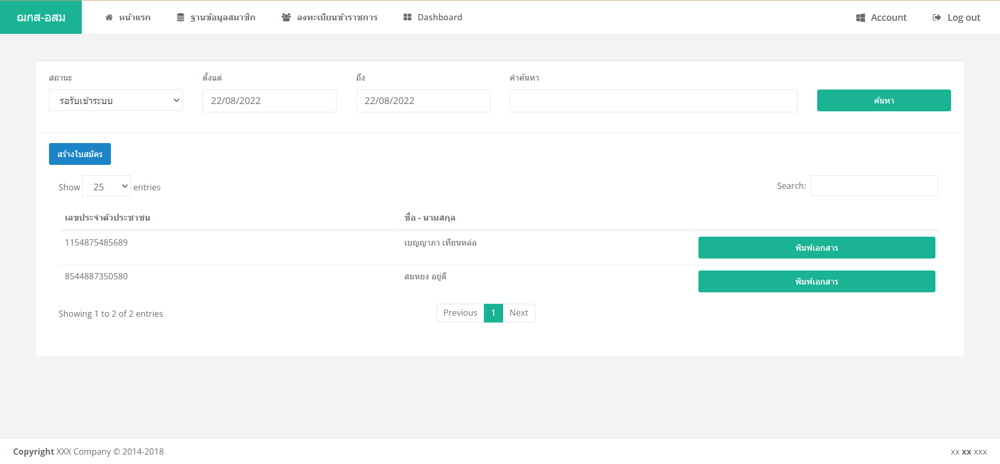 ฌกส-อสม หน้าแรก ฐานข้อมูลสมาชิก ลงทะเบียนข้าราชการ Dashboard Account Log out
สถานะ ตั้งแต่ ถึง คำค้นหา
รอรับเข้าระบบ 22/08/2022 22/08/2022 ค้นหา
สร้างใบสมัคร
Show 25 entries Search:
เลขประจำตัวประชาชน ชื่อ - นามสกุล
1154875485689 เบญญาภา เทียนหล่อ พิมพ์เอกสาร
8544887350580 สมหยง อยู่ดี พิมพ์เอกสาร
Showing 1 to 2 of 2 entries Previous 1 Next
Copyright XXX Company © 2014-2018 xx xx xxx